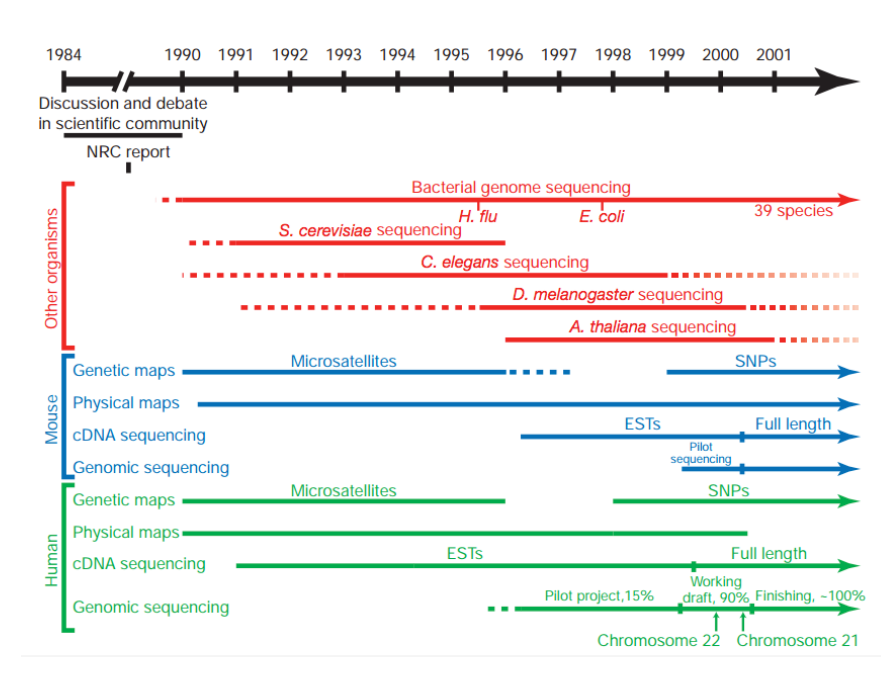 1984 1990 1991 1992 1993 1994 1995 1996 1997 1998 1999 2000 2001
Discussion and debate
in scientific community
NRC report
Other organisms
Bacterial genome sequencing
H. flu E. coli 39 species
S. cerevisiae sequencing
C. elegans sequencing
D. melanogaster sequencing
A. thaliana sequencing
Mouse
Genetic maps Microsatellites SNPs
Physical maps
cDNA sequencing ESTs Full length
Pilot
sequencing
Genomic sequencing
Human
Genetic maps Microsatellites SNPs
Physical maps
cDNA sequencing ESTs Full length
Working
Genomic sequencing Pilot project,15% draft, 90% Finishing, ~100%
Chromosome 22 Chromosome 21